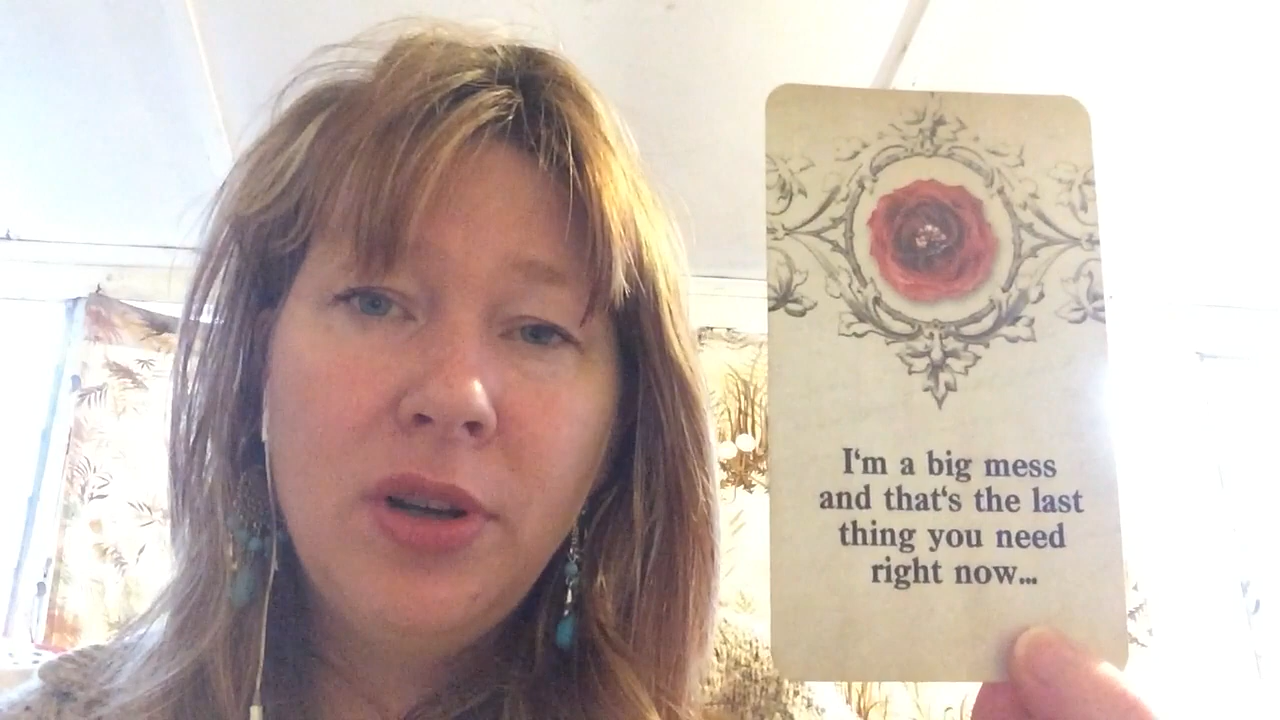 I'm a big mess
and that's the last
thing you need
right now...